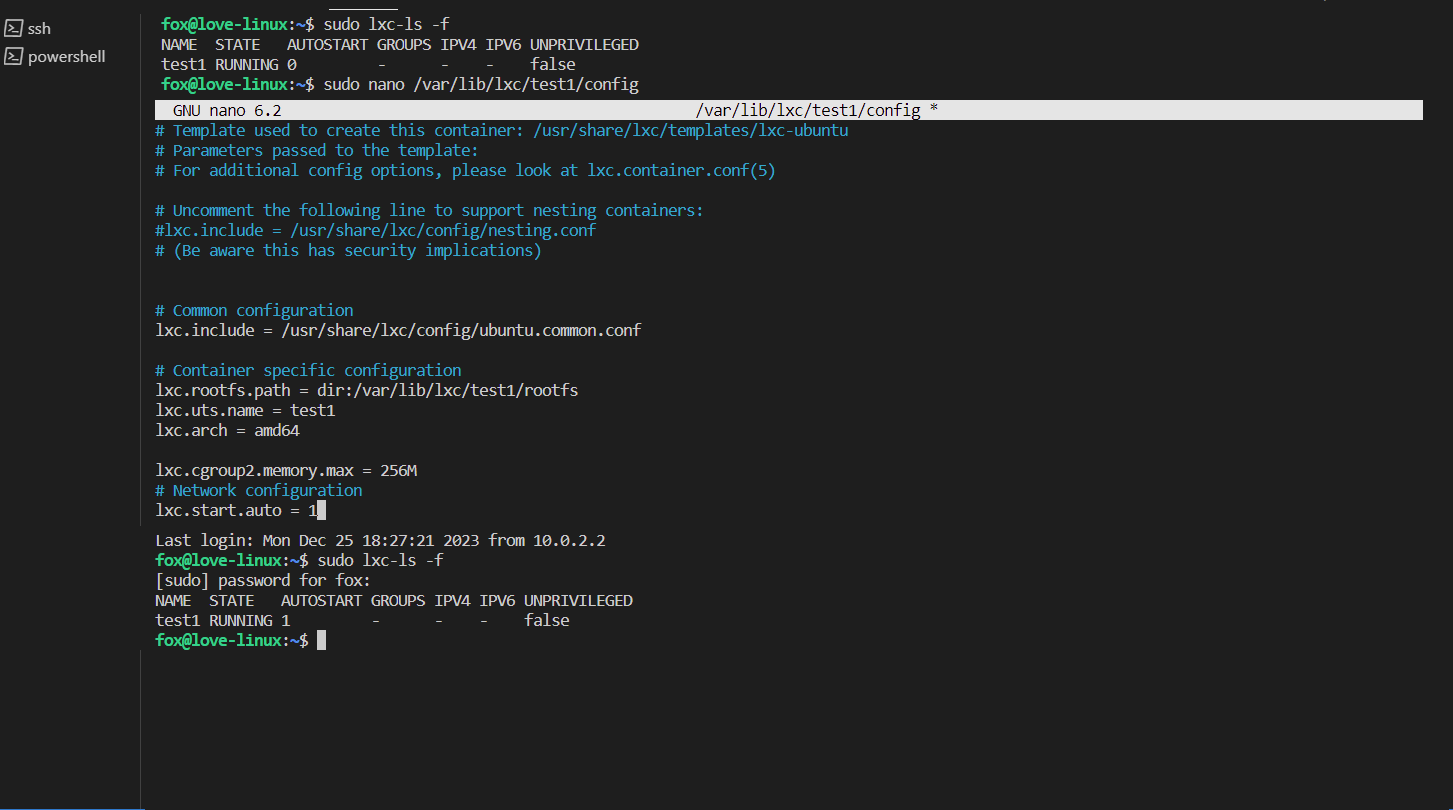 ssh
powershell
fox@love-linux:~$ sudo lxc-ls -f
NAME  STATE   AUTOSTART GROUPS IPV4 IPV6 UNPRIVILEGED
test1 RUNNING 0         -      -    -    false
fox@love-linux:~$ sudo nano /var/lib/lxc/test1/config
GNU nano 6.2 /var/lib/lxc/test1/config *
# Template used to create this container: /usr/share/lxc/templates/lxc-ubuntu
# Parameters passed to the template:
# For additional config options, please look at lxc.container.conf(5)
# Uncomment the following line to support nesting containers:
#lxc.include = /usr/share/lxc/config/nesting.conf
# (Be aware this has security implications)
# Common configuration
lxc.include = /usr/share/lxc/config/ubuntu.common.conf
# Container specific configuration
lxc.rootfs.path = dir:/var/lib/lxc/test1/rootfs
lxc.uts.name = test1
lxc.arch = amd64
lxc.cgroup2.memory.max = 256M
# Network configuration
lxc.start.auto = 1
Last login: Mon Dec 25 18:27:21 2023 from 10.0.2.2
fox@love-linux:~$ sudo lxc-ls -f
[sudo] password for fox:
NAME  STATE   AUTOSTART GROUPS IPV4 IPV6 UNPRIVILEGED
test1 RUNNING 1         -      -    -    false
fox@love-linux:~$